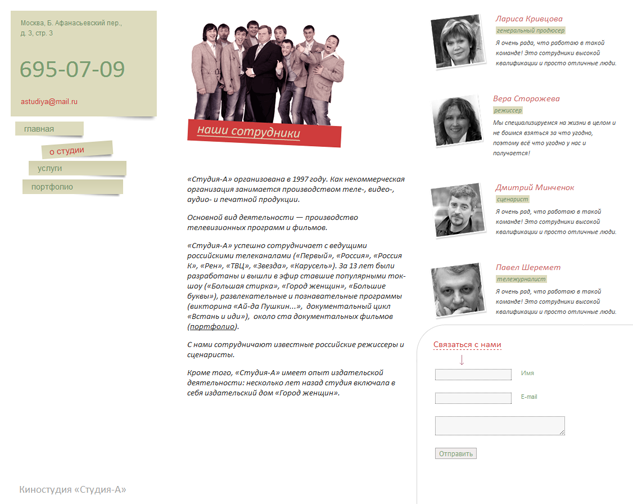 Москва, Б. Афанасьевский пер.,
д. 3, стр. 3
695-07-09
astudiya@mail.ru
главная
о студии
услуги
портфолио
наши сотрудники
«Студия-А» организована в 1997 году. Как некоммерческая
организация занимается производством теле-, видео-,
аудио- и печатной продукции.
Основной вид деятельности — производство
телевизионных программ и фильмов.
«Студия-А» успешно сотрудничает с ведущими
российскими телеканалами («Первый», «Россия», «Россия
К», «Рен», «ТВЦ», «Звезда», «Карусель»). За 13 лет были
разработаны и вышли в эфир ставшие популярными ток-
шоу («Большая стирка», «Город женщин», «Большие
буквы»), развлекательные и познавательные программы
(викторина «Ай-да Пушкин...», документальный цикл
«Встань и иди»), около ста документальных фильмов
(портфолио).
С нами сотрудничают известные российские режиссеры и
сценаристы.
Кроме того, «Студия-А» имеет опыт издательской
деятельности: несколько лет назад студия включала в
себя издательский дом «Город женщин».
Лариса Кривцова
генеральный продюсер
Я очень рада, что работаю в такой
команде! Это сотрудники высокой
квалификации и просто отличные люди.
Вера Сторожева
режиссер
Мы специализируемся на жизни в целом и
не боимся взяться за что угодно,
поэтому всё что угодно у нас и
получается!
Дмитрий Минченок
сценарист
Я очень рада, что работаю в такой
команде! Это сотрудники высокой
квалификации и просто отличные люди.
Павел Шеремет
тележурналист
Я очень рада, что работаю в такой
команде! Это сотрудники высокой
квалификации и просто отличные люди.
Связаться с нами
Имя
E-mail
Отправить
Киностудия «Студия-А»